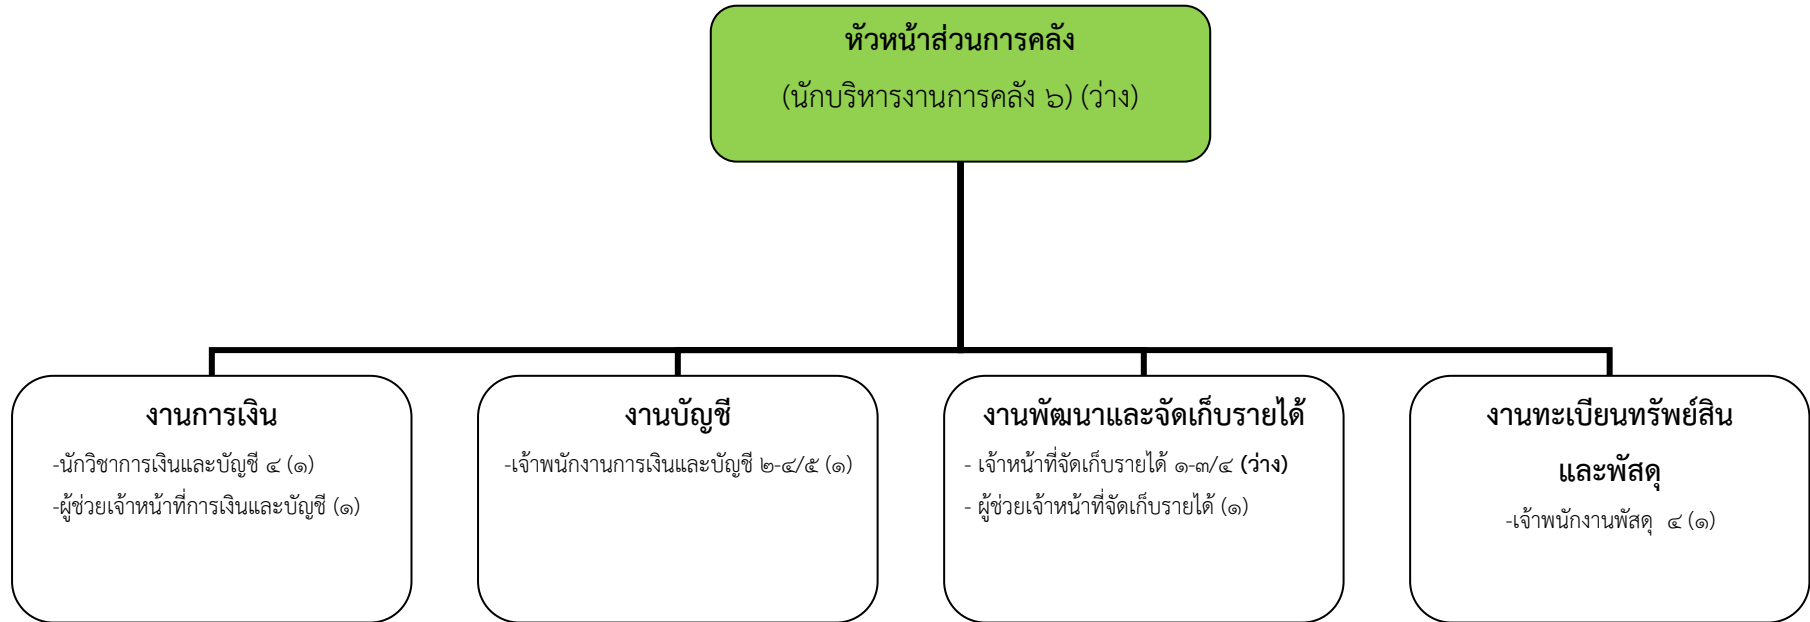 หัวหน้าส่วนการคลัง
(นักบริหารงานการคลัง ๖) (ว่าง)
งานการเงิน
-นักวิชาการเงินและบัญชี ๔ (๑)
-ผู้ช่วยเจ้าหน้าที่การเงินและบัญชี (๑)
งานบัญชี
-เจ้าพนักงานการเงินและบัญชี ๒-๔/๕ (๑)
งานพัฒนาและจัดเก็บรายได้
- เจ้าหน้าที่จัดเก็บรายได้ ๑-๓/๔ (ว่าง)
- ผู้ช่วยเจ้าหน้าที่จัดเก็บรายได้ (๑)
งานทะเบียนทรัพย์สิน
และพัสดุ
-เจ้าพนักงานพัสดุ ๔ (๑)